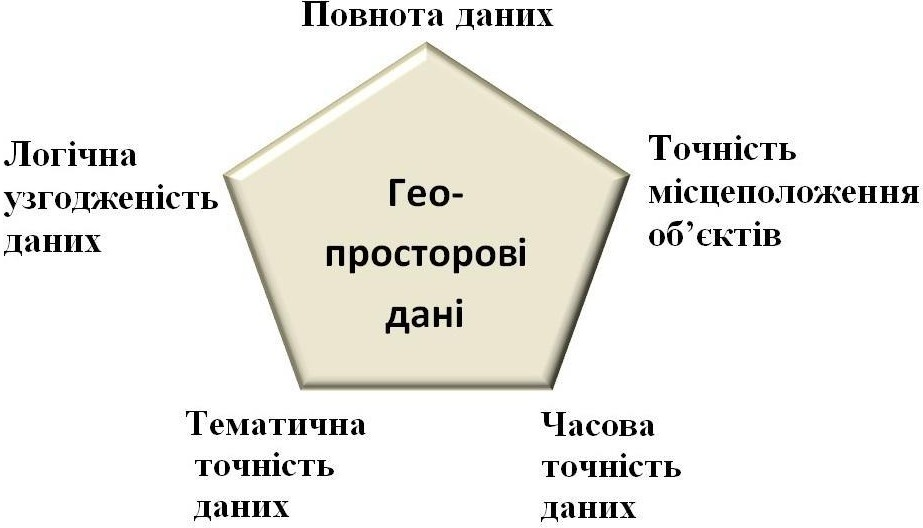 Повнота даних
Логічна
узгодженість
даних
Точність
місцеположення
об’єктів
Гео-
просторові
дані
Тематична
точність
даних
Часова
точність
даних